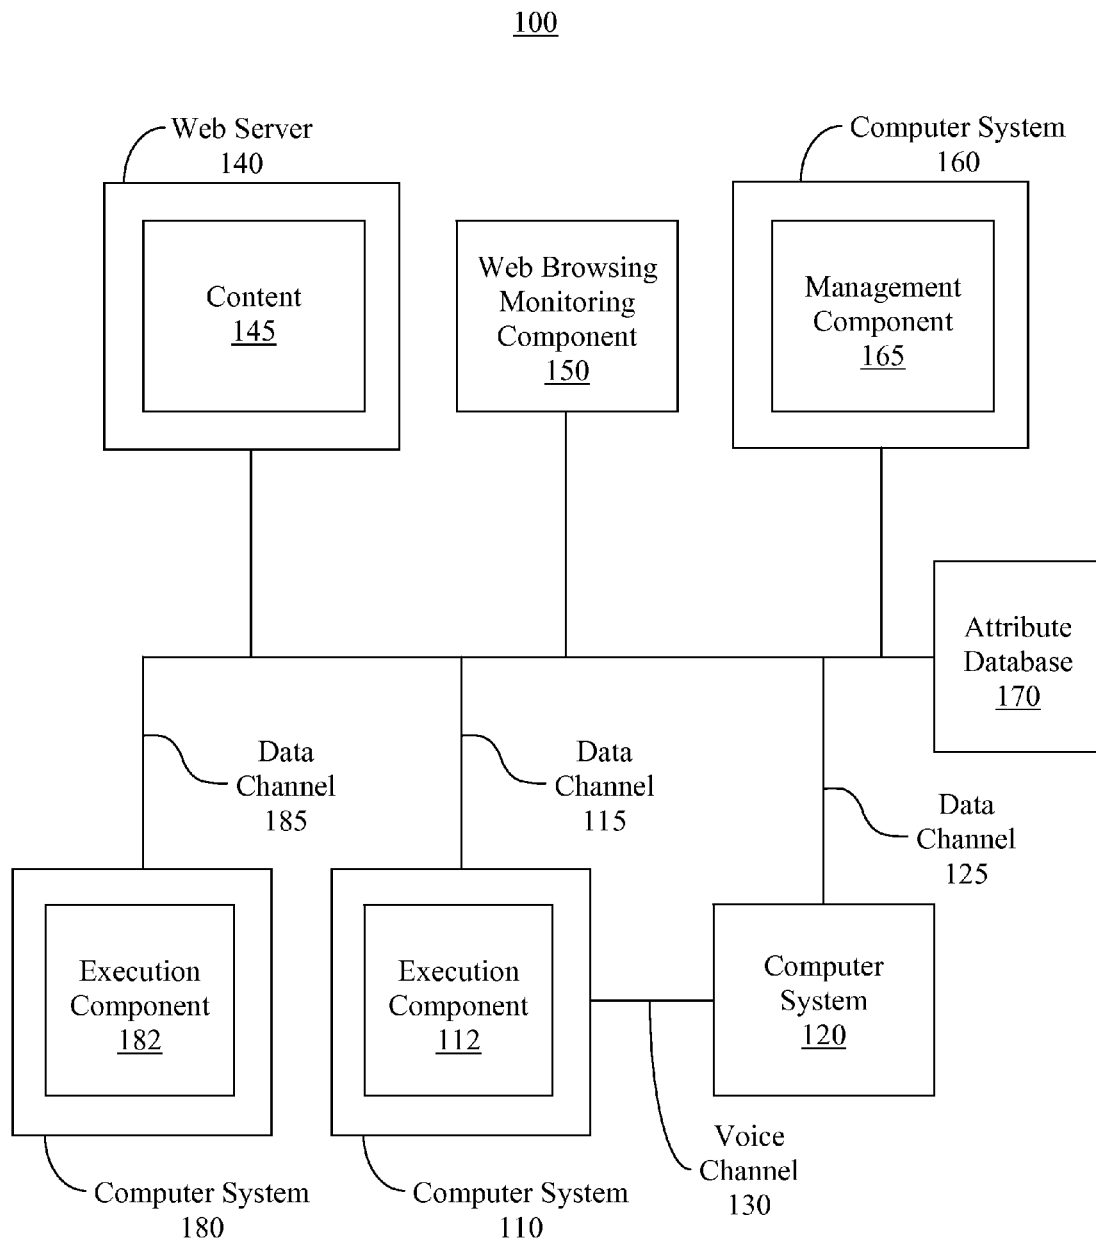 100
Web Server
140
Computer System
160
Content
145
Web Browsing
Monitoring
Component
150
Management
Component
165
Attribute
Database
170
Data
Channel
185
Data
Channel
115
Data
Channel
125
Execution
Component
182
Execution
Component
112
Computer
System
120
Voice
Channel
130
Computer System
180
Computer System
110